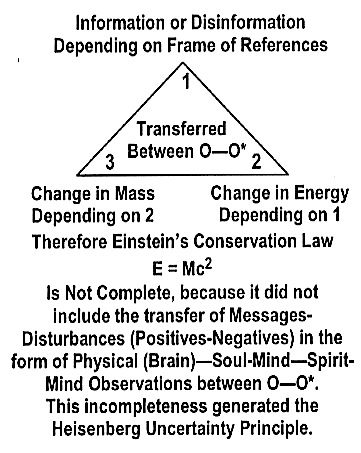 Information or Disinformation
Depending on Frame of References
1
Transferred
3 Between O—O* 2
Change in Mass Change in Energy
Depending on 2 Depending on 1
Therefore Einstein's Conservation Law
E = Mc²
Is Not Complete, because it did not
include the transfer of Messages-
Disturbances (Positives-Negatives) in the
form of Physical (Brain)—Soul-Mind—Spirit-
Mind Observations between O—O*.
This incompleteness generated the
Heisenberg Uncertainty Principle.